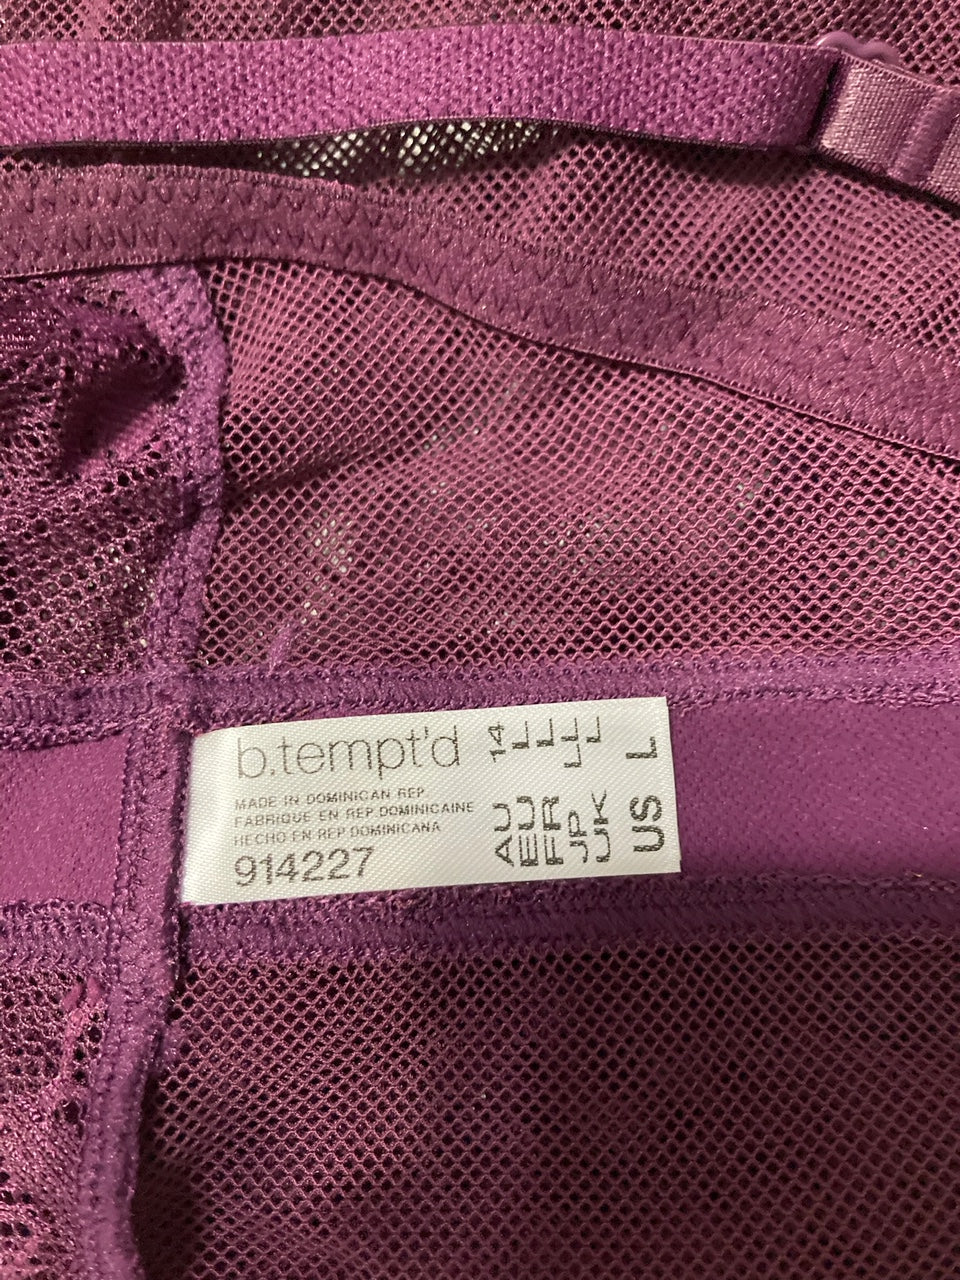 b.tempt'd
MADE IN DOMINICAN REP.
FABRIQUE EN REP.DOMINICAINE
HECHO EN REP.DOMINICANA
914227
AU 14
EU L
FR L
JP LL
UK L
US L